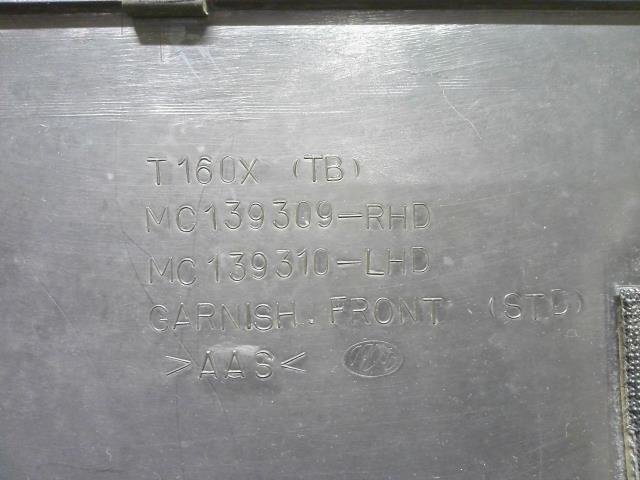 T160X (TB)
MC139309-RHD
MC139310-LHD
GARNISH.FRONT (STD)
>AAS<